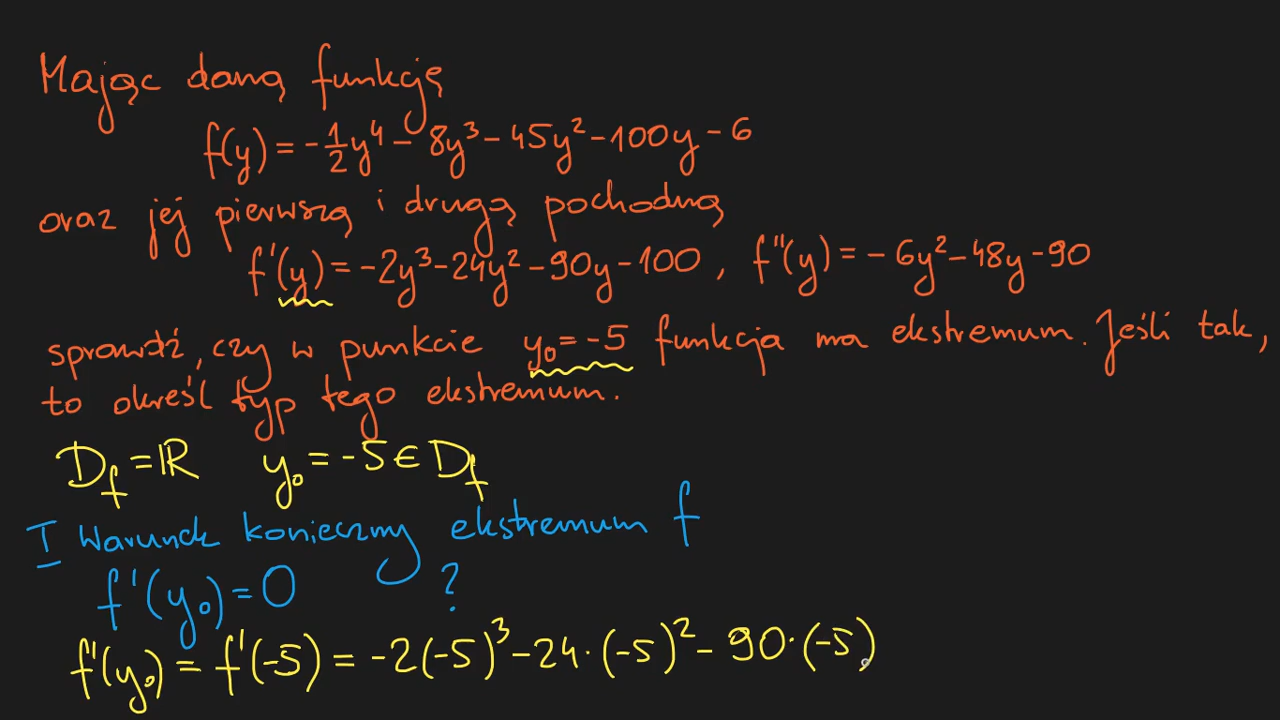 Mając daną funkcję
f(y) = -1/2y⁴ - 8y³ - 45y² - 100y - 6
oraz jej pierwszą i drugą pochodną
f'(y) = -2y³ - 24y² - 90y - 100 , f''(y) = -6y² - 48y - 90
sprawdź, czy w punkcie y₀ = -5 funkcja ma ekstremum. Jeśli tak,
to określ typ tego ekstremum.
D_f = ℝ y₀ = -5 ∈ D_f
I Warunek konieczny ekstremum f
f'(y₀) = 0 ?
f'(y₀) = f'(-5) = -2(-5)³ - 24·(-5)² - 90·(-5)